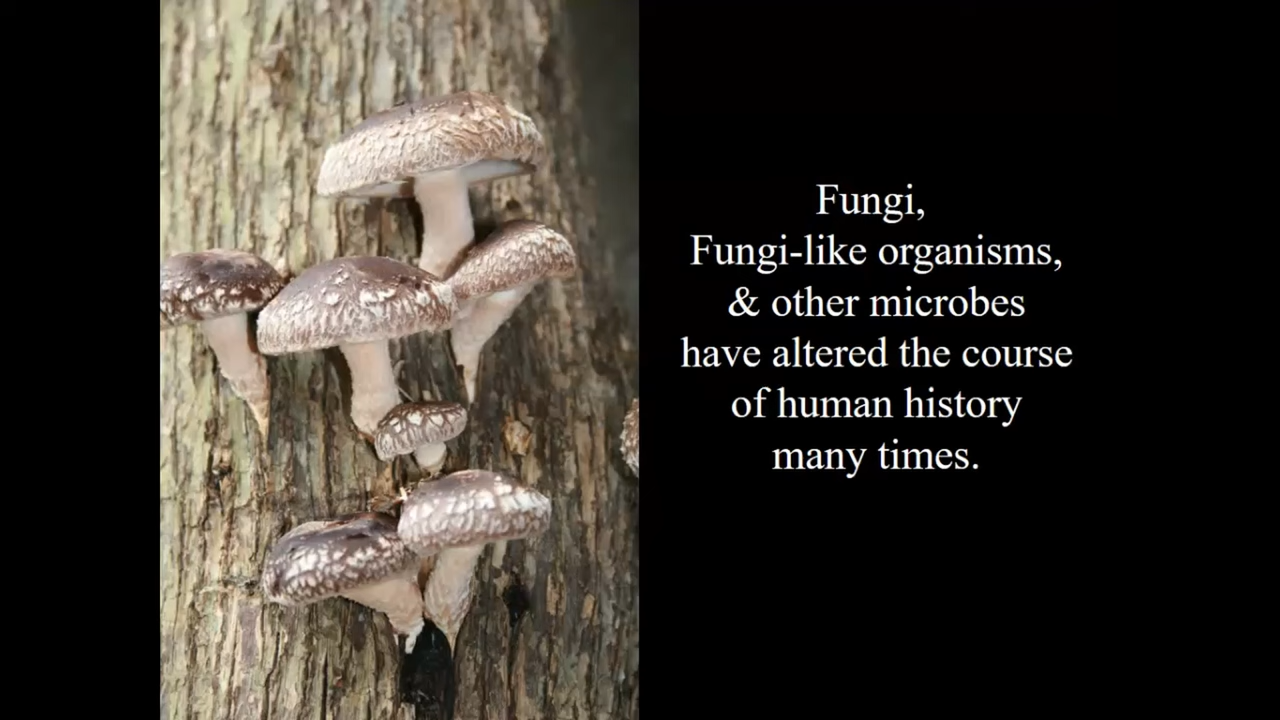 Fungi,
Fungi-like organisms,
& other microbes
have altered the course
of human history
many times.